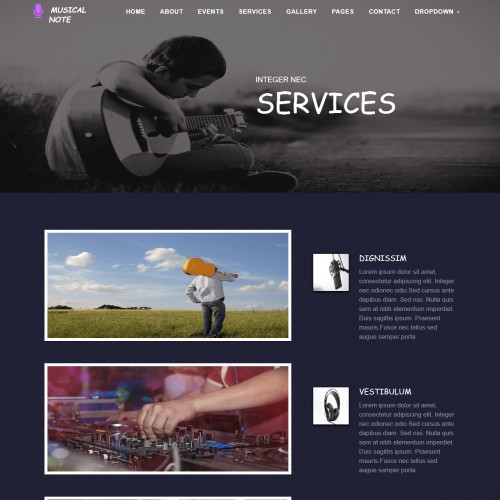 MUSICAL
NOTE
HOME ABOUT EVENTS SERVICES GALLERY PAGES CONTACT DROPDOWN
INTEGER NEC
SERVICES
DIGNISSIM
Lorem ipsum dolor sit amet,
consectetur adipiscing elit. Integer
nec odionec odio.Sed cursus ante
dapibus diam. Sed nisi. Nulla quis
sem ut ornare elementum imperdiet.
Duis sagittis ipsum. Praesent
mauris.Fusce nec tellus sed
augue semper porta.
VESTIBULUM
Lorem ipsum dolor sit amet,
consectetur adipiscing elit. Integer
nec odionec odio.Sed cursus ante
dapibus diam. Sed nisi. Nulla quis
sem ut ornare elementum imperdiet.
Duis sagittis ipsum. Praesent
mauris.Fusce nec tellus sed
augue semper porta.